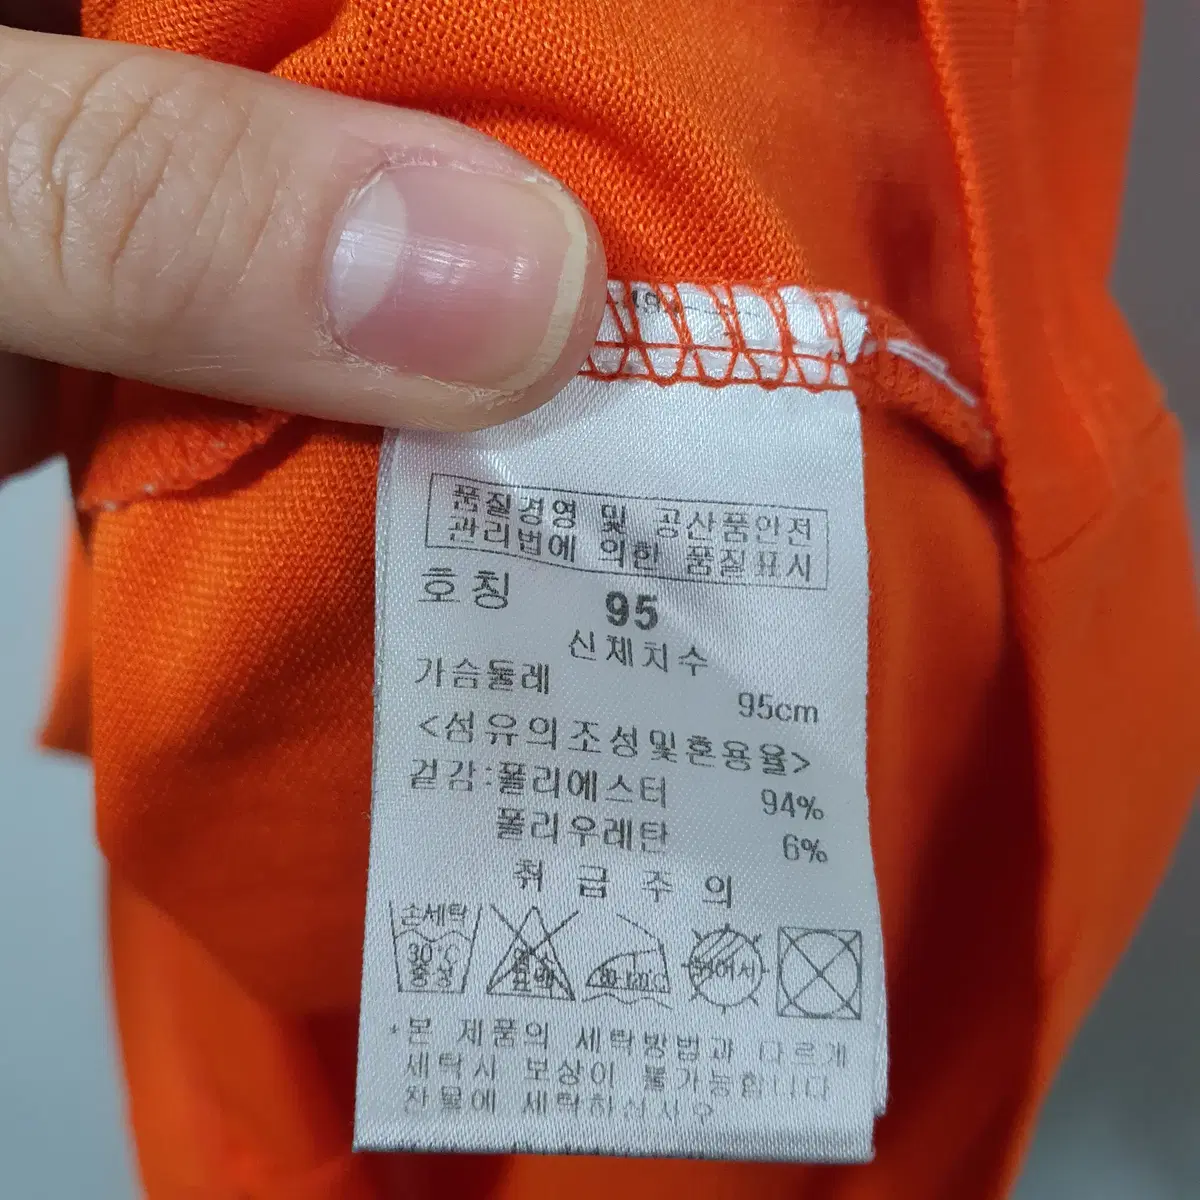 품질경영 및 공산품안전
관리법에 의한 품질표시
호칭 95
신체치수
가슴둘레 95cm
<섬유의조성및혼용율>
겉감:폴리에스터 94%
폴리우레탄 6%
취급주의
손세탁
30℃
중성
뉘어서
*본 제품의 세탁방법과 다르게
세탁시 보상이 불가능합니다
찬물에 세탁하십시오